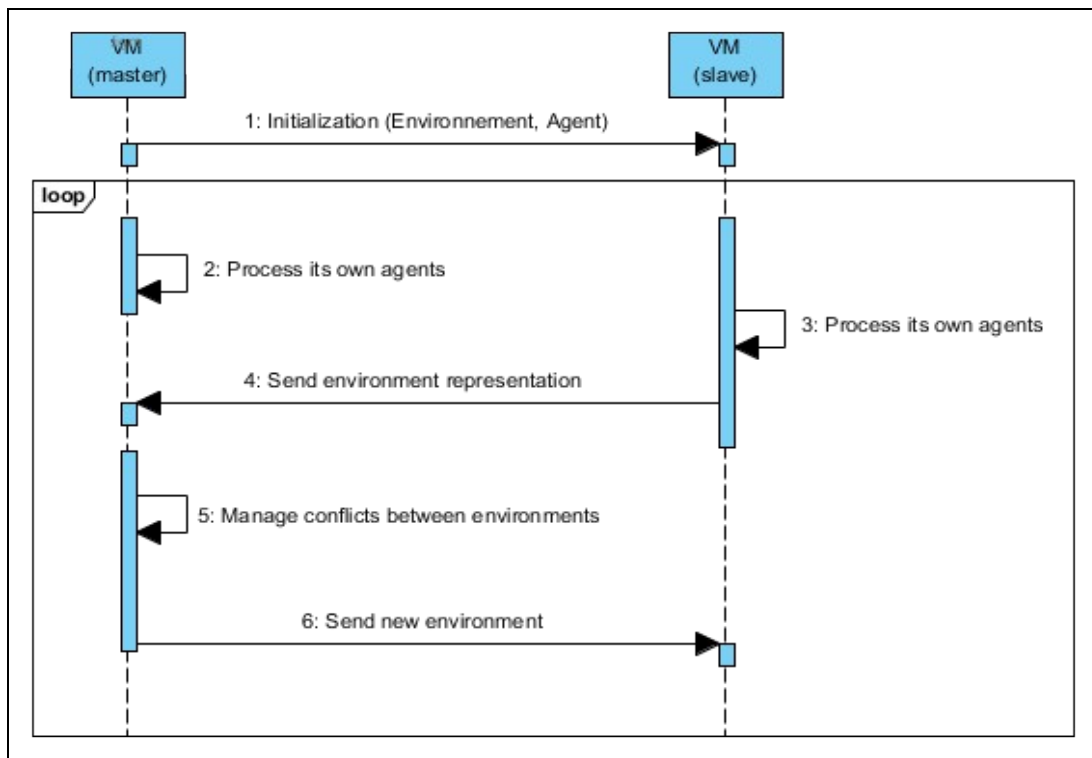 VM
(master)
VM
(slave)
1: Initialization (Environnement, Agent)
loop
2: Process its own agents
3: Process its own agents
4: Send environment representation
5: Manage conflicts between environments
6: Send new environment